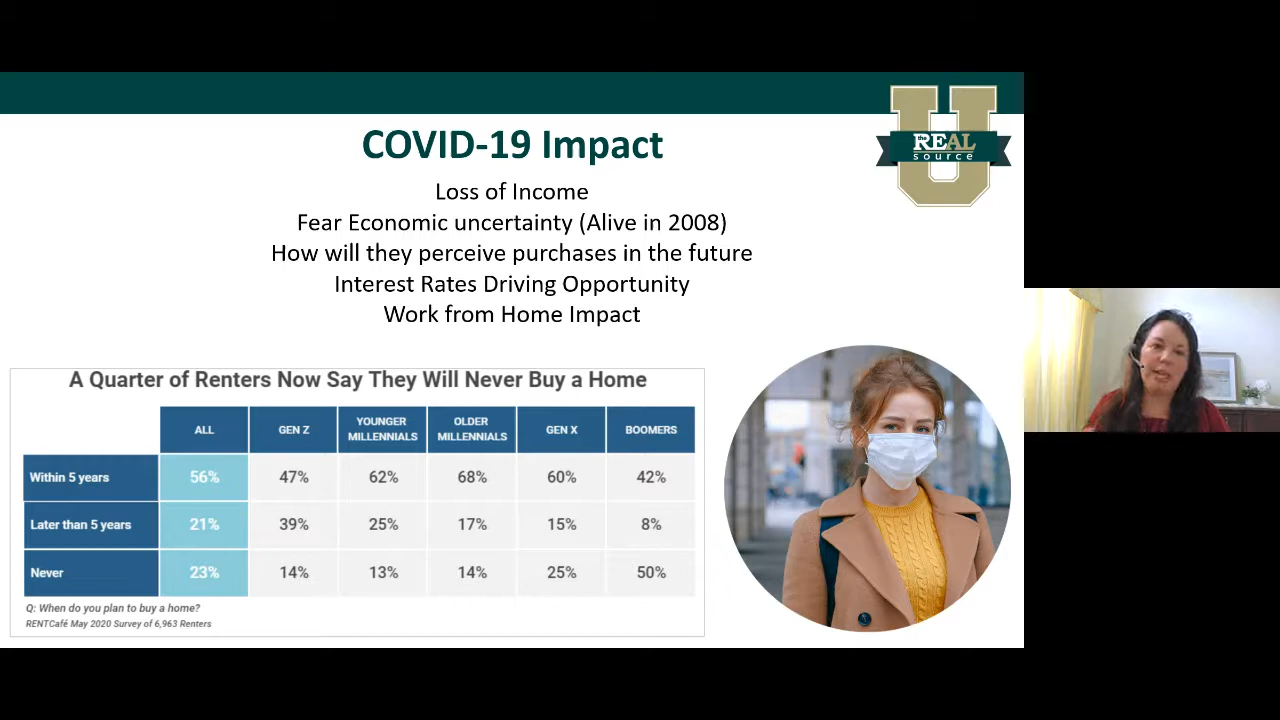 COVID-19 Impact
the
REAL
source
Loss of Income
Fear Economic uncertainty (Alive in 2008)
How will they perceive purchases in the future
Interest Rates Driving Opportunity
Work from Home Impact
A Quarter of Renters Now Say They Will Never Buy a Home
ALL GEN Z YOUNGER MILLENNIALS OLDER MILLENNIALS GEN X BOOMERS
Within 5 years 56% 47% 62% 68% 60% 42%
Later than 5 years 21% 39% 25% 17% 15% 8%
Never 23% 14% 13% 14% 25% 50%
Q: When do you plan to buy a home?
RENTCafé May 2020 Survey of 6,963 Renters